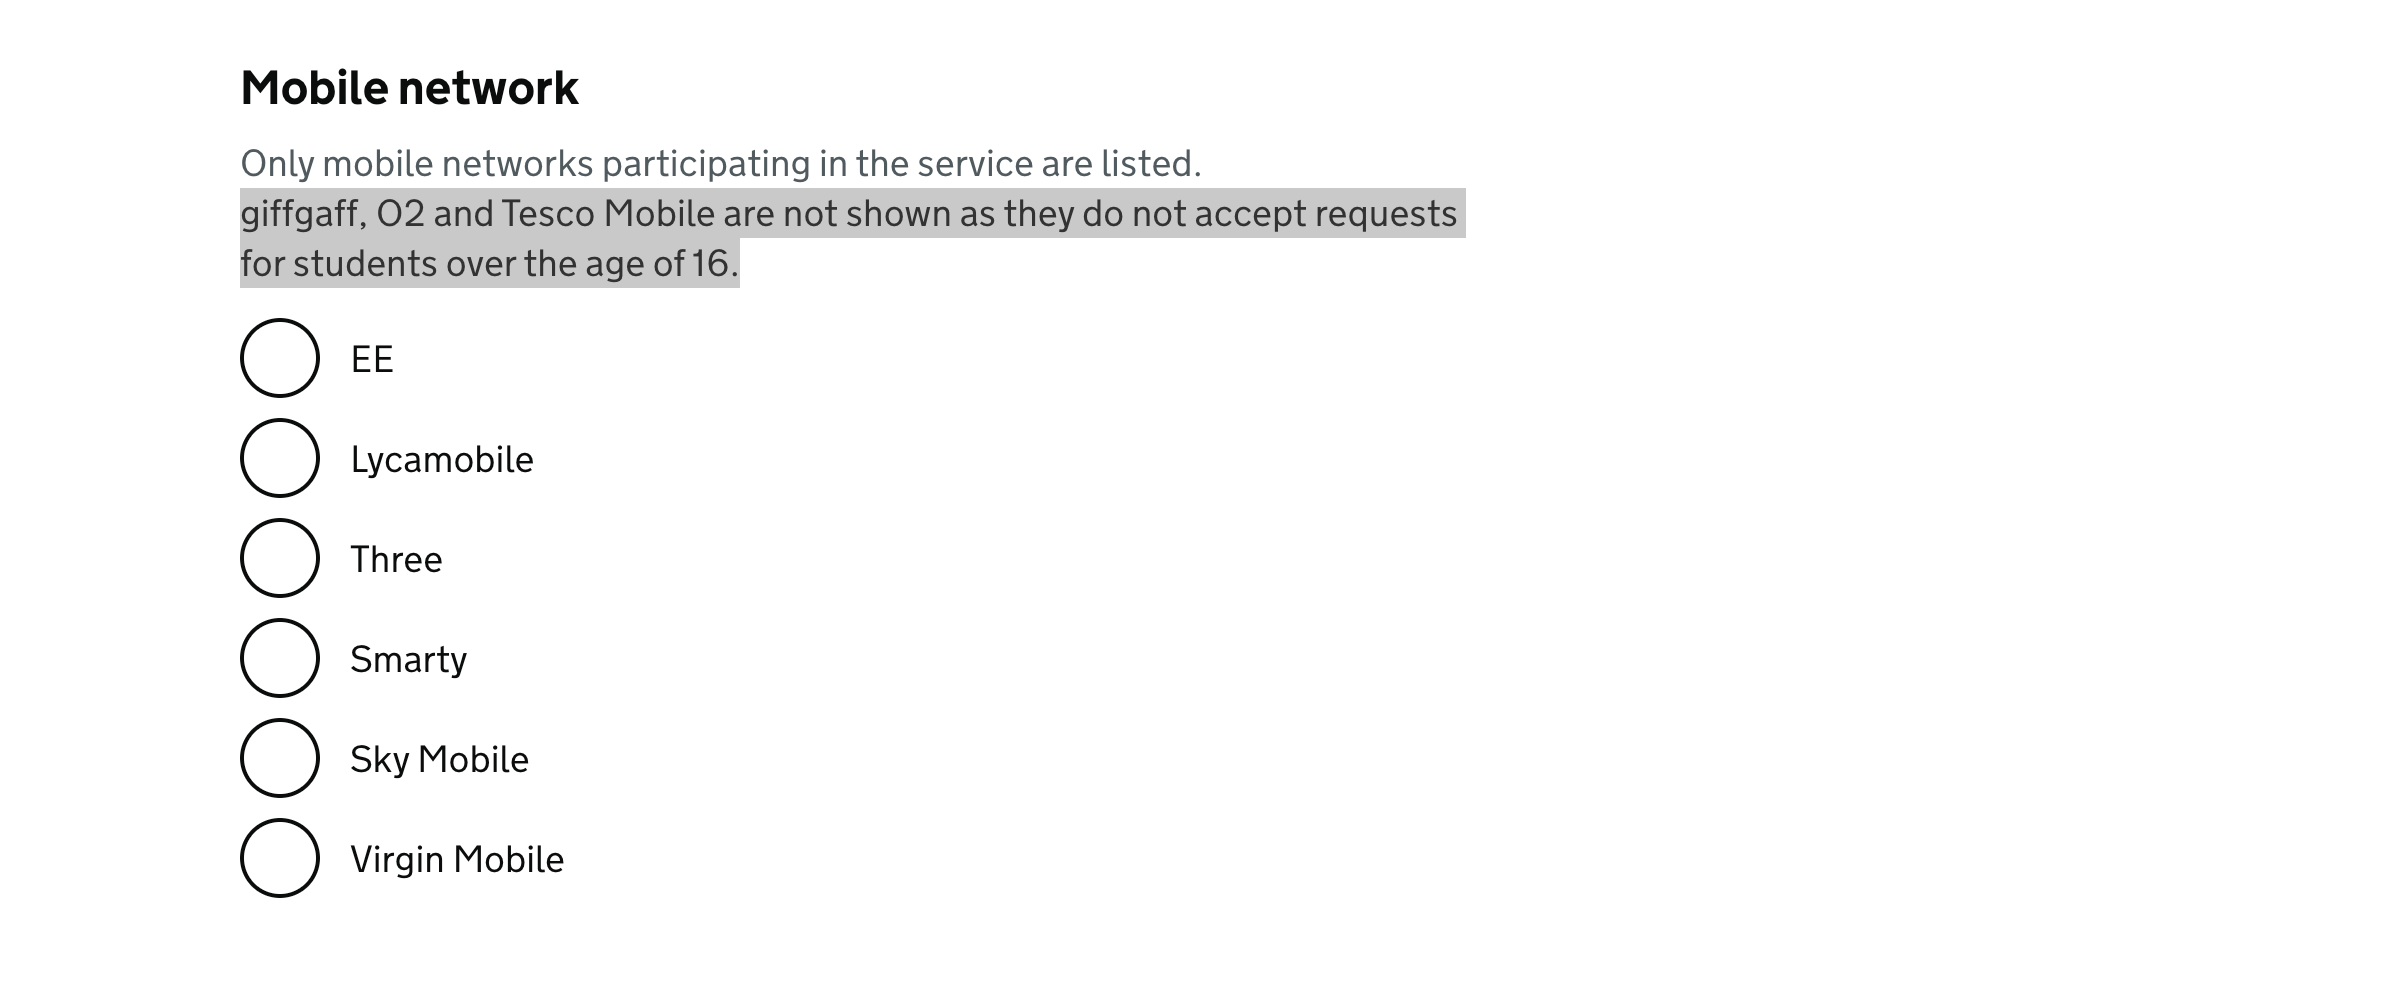 Mobile network
Only mobile networks participating in the service are listed.
giffgaff, O2 and Tesco Mobile are not shown as they do not accept requests
for students over the age of 16.
EE
Lycamobile
Three
Smarty
Sky Mobile
Virgin Mobile